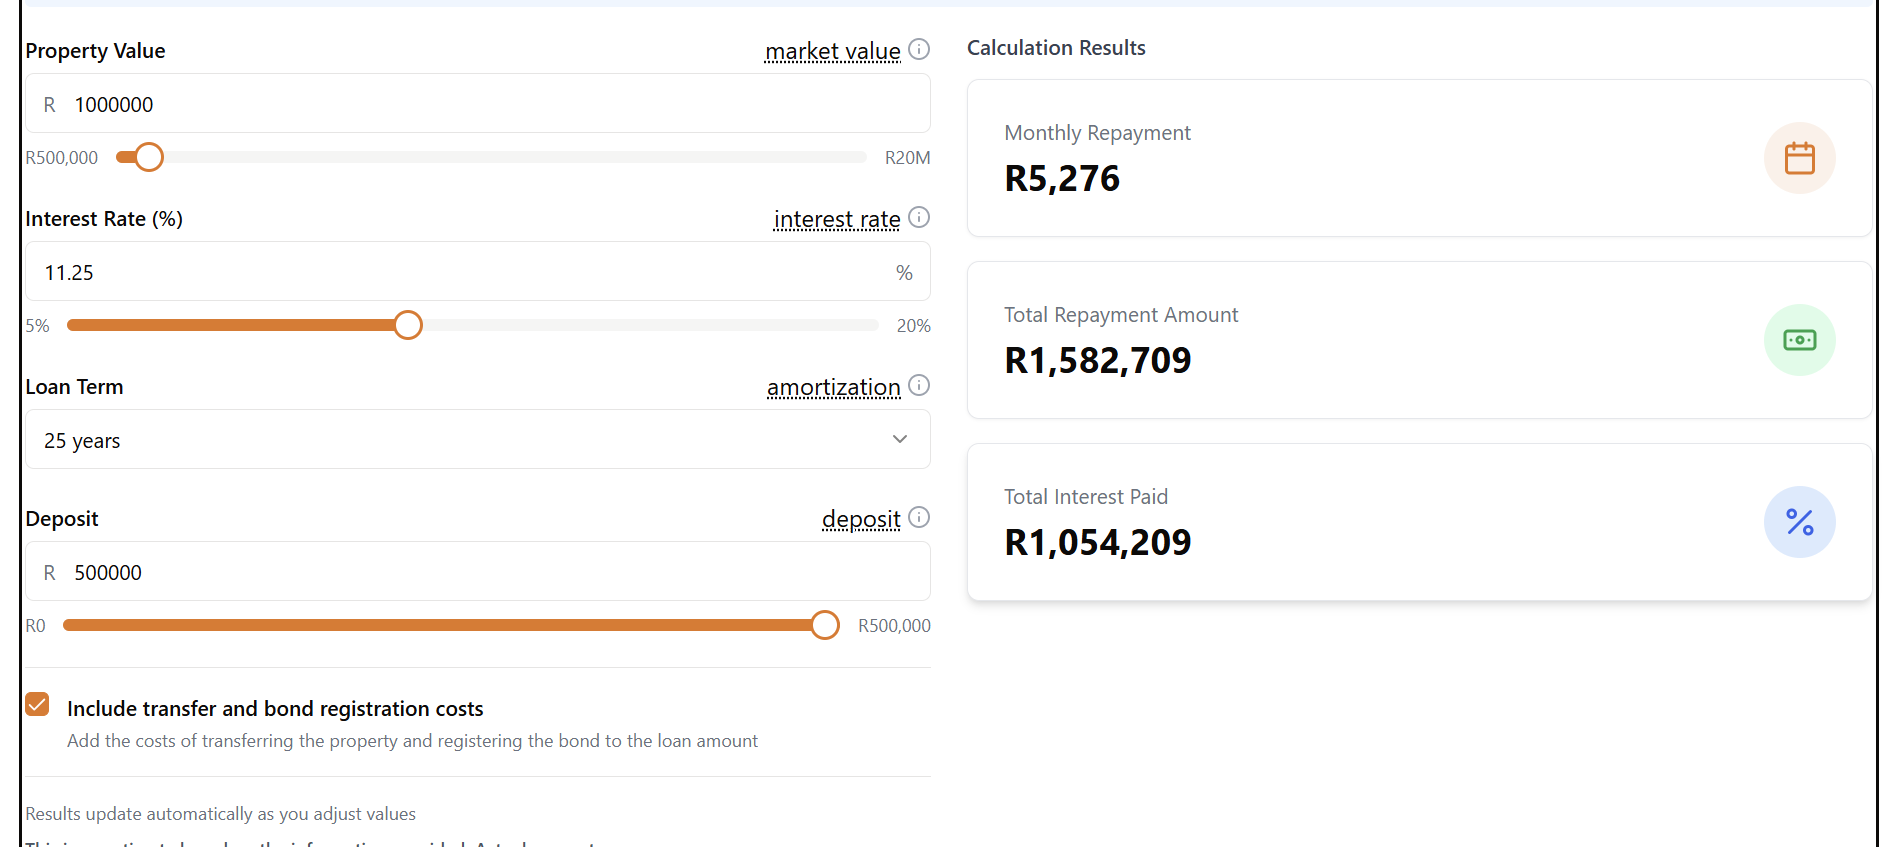 Property Value
market value
R 1000000
R500,000
R20M
Interest Rate (%)
interest rate
11.25 %
5%
20%
Loan Term
amortization
25 years
Deposit
deposit
R 500000
R0
R500,000
Include transfer and bond registration costs
Add the costs of transferring the property and registering the bond to the loan amount
Results update automatically as you adjust values
Calculation Results
Monthly Repayment
R5,276
Total Repayment Amount
R1,582,709
Total Interest Paid
R1,054,209